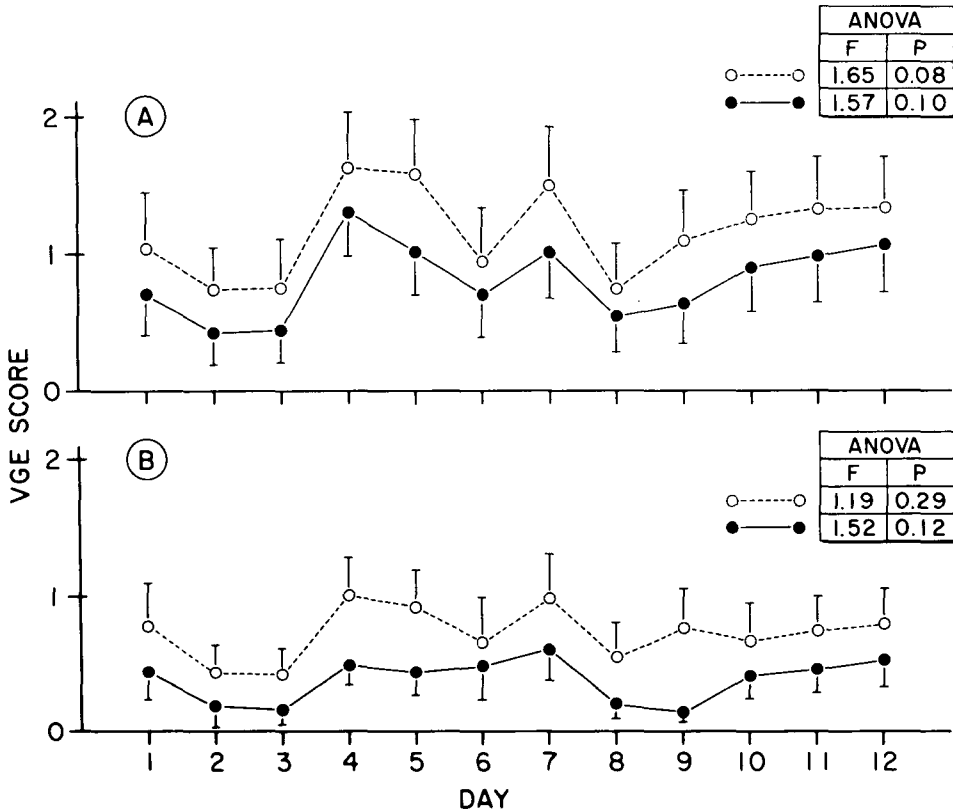 ANOVA
F P
1.65 0.08
1.57 0.10
A
2
1
0
VGE SCORE
ANOVA
F P
1.19 0.29
1.52 0.12
B
2
1
0
1 2 3 4 5 6 7 8 9 10 11 12
DAY